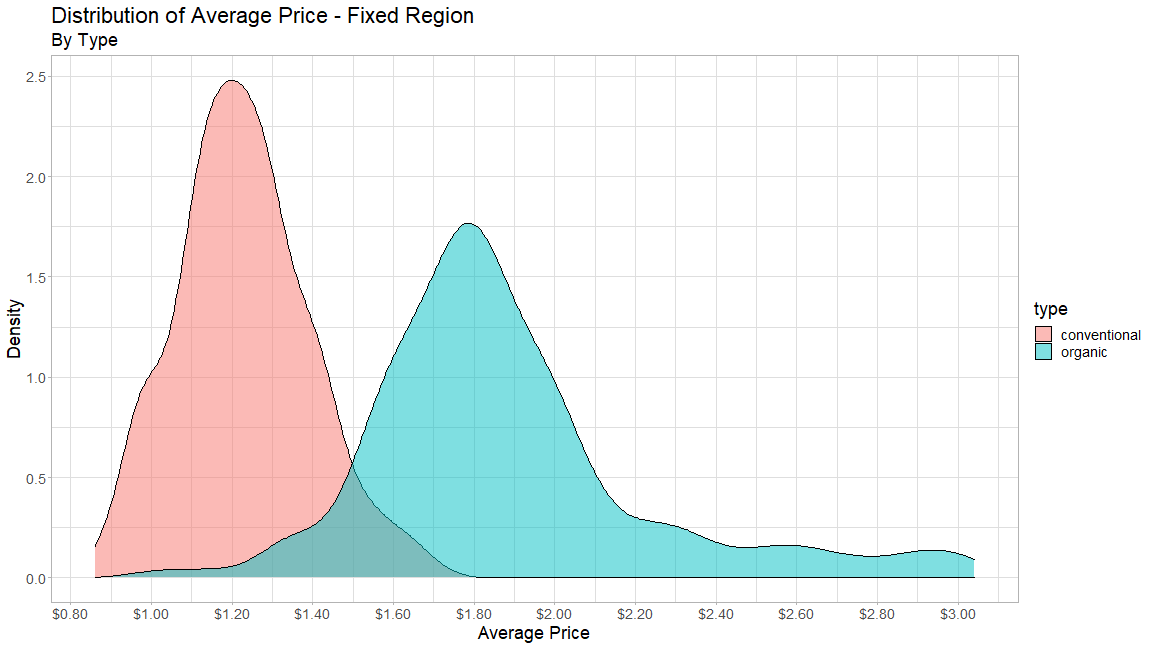 Distribution of Average Price - Fixed Region
By Type
2.5
2.0
1.5
1.0
0.5
0.0
Density
$0.80 $1.00 $1.20 $1.40 $1.60 $1.80 $2.00 $2.20 $2.40 $2.60 $2.80 $3.00
Average Price
type
conventional
organic